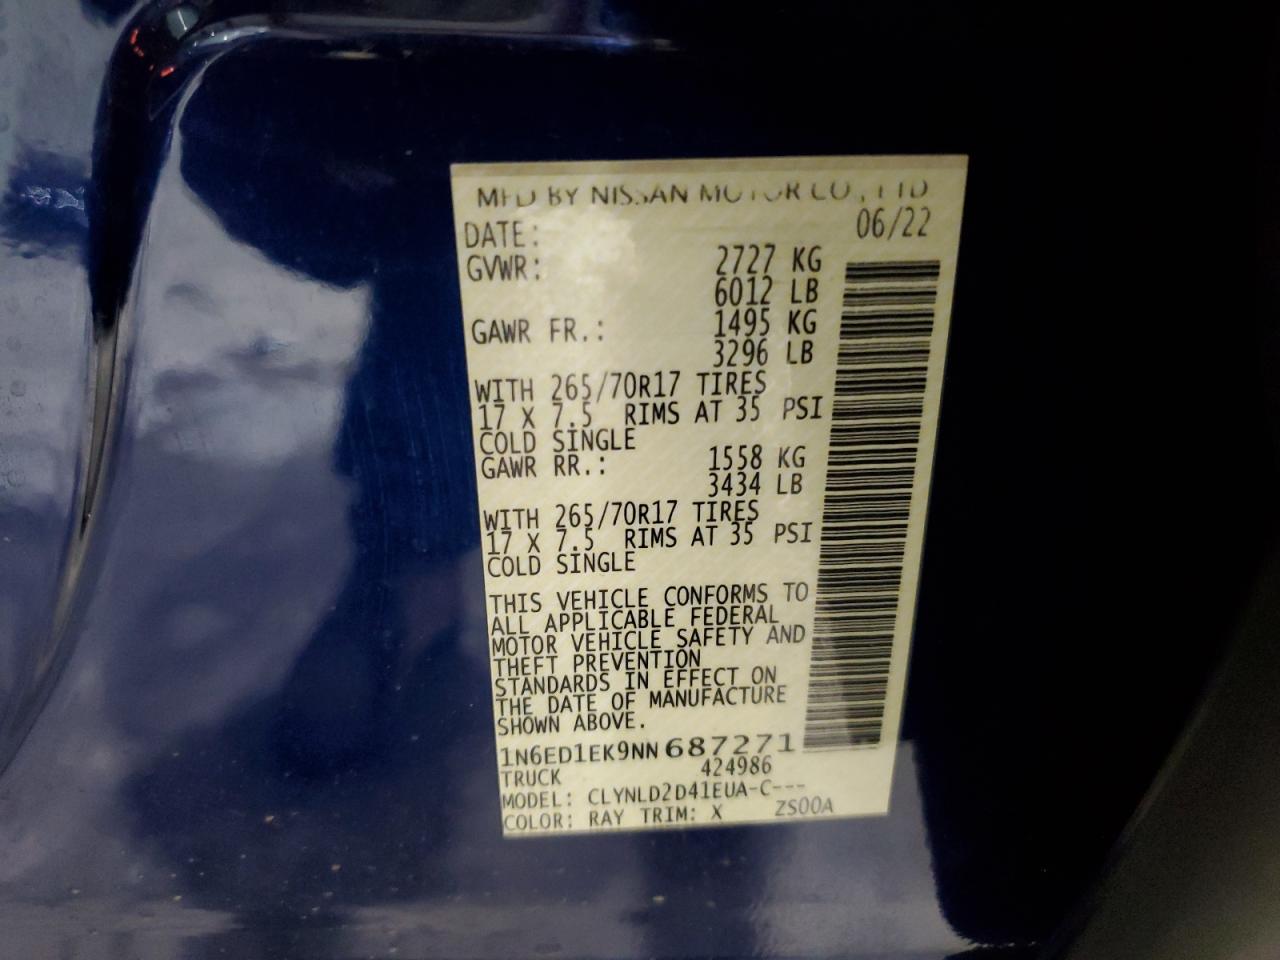 MFD BY NISSAN MOTOR CO., LTD
DATE: 06/22
GVWR: 2727 KG
6012 LB
GAWR FR.: 1495 KG
3296 LB
WITH 265/70R17 TIRES
17 X 7.5 RIMS AT 35 PSI
COLD SINGLE
GAWR RR.: 1558 KG
3434 LB
WITH 265/70R17 TIRES
17 X 7.5 RIMS AT 35 PSI
COLD SINGLE
THIS VEHICLE CONFORMS TO
ALL APPLICABLE FEDERAL
MOTOR VEHICLE SAFETY AND
THEFT PREVENTION
STANDARDS IN EFFECT ON
THE DATE OF MANUFACTURE
SHOWN ABOVE.
1N6ED1EK9NN687271
TRUCK 424986
MODEL: CLYNLD2D41EUA-C---
COLOR: RAY TRIM: X ZS00A